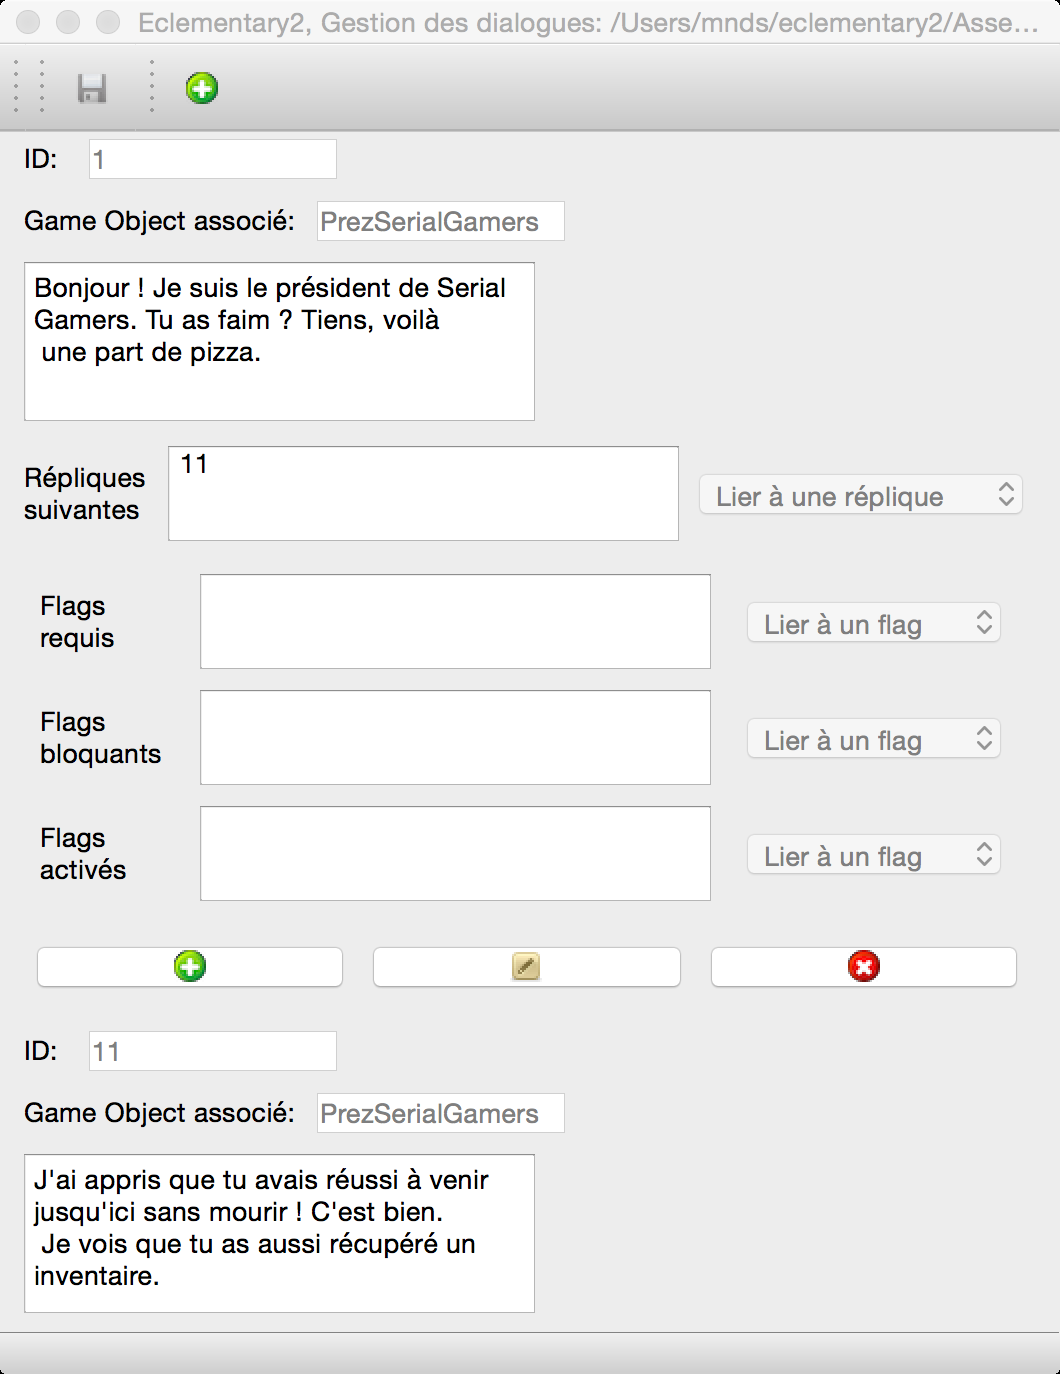 Eclementary2, Gestion des dialogues: /Users/mnds/eclementary2/Asse...
ID: 1
Game Object associé: PrezSerialGamers
Bonjour ! Je suis le président de Serial
Gamers. Tu as faim ? Tiens, voilà
une part de pizza.
Répliques
suivantes
11
Lier à une réplique
Flags
requis
Lier à un flag
Flags
bloquants
Lier à un flag
Flags
activés
Lier à un flag
ID: 11
Game Object associé: PrezSerialGamers
J'ai appris que tu avais réussi à venir
jusqu'ici sans mourir ! C'est bien.
Je vois que tu as aussi récupéré un
inventaire.